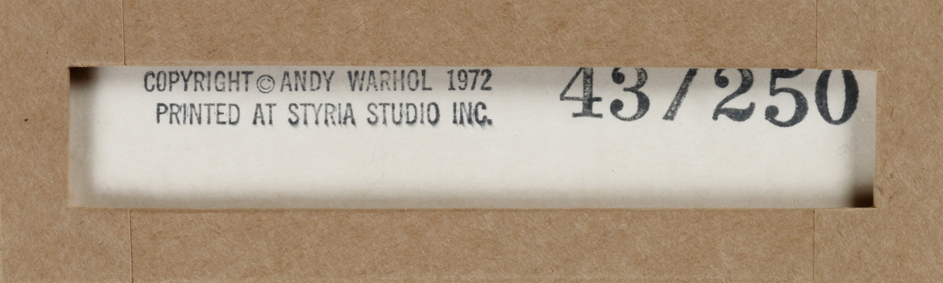 COPYRIGHT © ANDY WARHOL 1972
PRINTED AT STYRIA STUDIO INC.
43/250